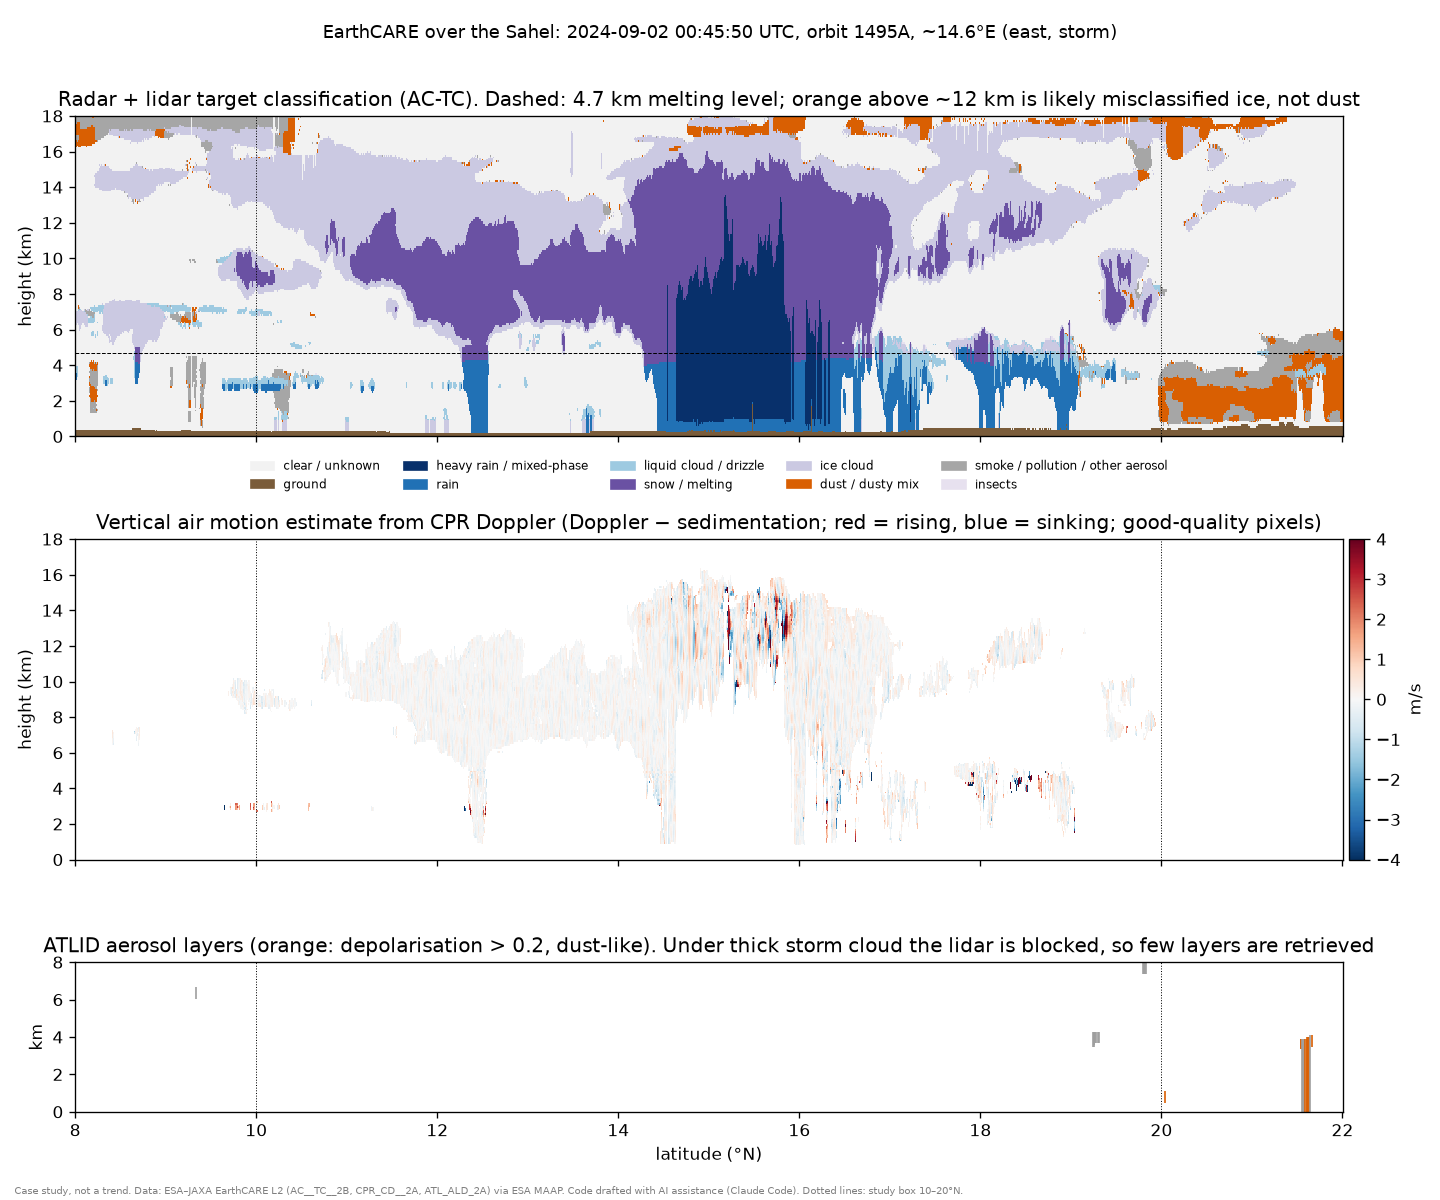 EarthCARE over the Sahel: 2024-09-02 00:45:50 UTC, orbit 1495A, ~14.6°E (east, storm)
Radar + lidar target classification (AC-TC). Dashed: 4.7 km melting level; orange above ~12 km is likely misclassified ice, not dust
18
16
14
12
10
8
6
4
2
0
height (km)
clear / unknown
heavy rain / mixed-phase
liquid cloud / drizzle
ice cloud
smoke / pollution / other aerosol
ground
rain
snow / melting
dust / dusty mix
insects
Vertical air motion estimate from CPR Doppler (Doppler − sedimentation; red = rising, blue = sinking; good-quality pixels)
18
16
14
12
10
8
6
4
2
0
height (km)
4
3
2
1
0
−1
−2
−3
−4
m/s
ATLID aerosol layers (orange: depolarisation > 0.2, dust-like). Under thick storm cloud the lidar is blocked, so few layers are retrieved
8
6
4
2
0
km
8 10 12 14 16 18 20 22
latitude (°N)
Case study, not a trend. Data: ESA–JAXA EarthCARE L2 (AC__TC__2B, CPR_CD__2A, ATL_ALD_2A) via ESA MAAP. Code drafted with AI assistance (Claude Code). Dotted lines: study box 10–20°N.